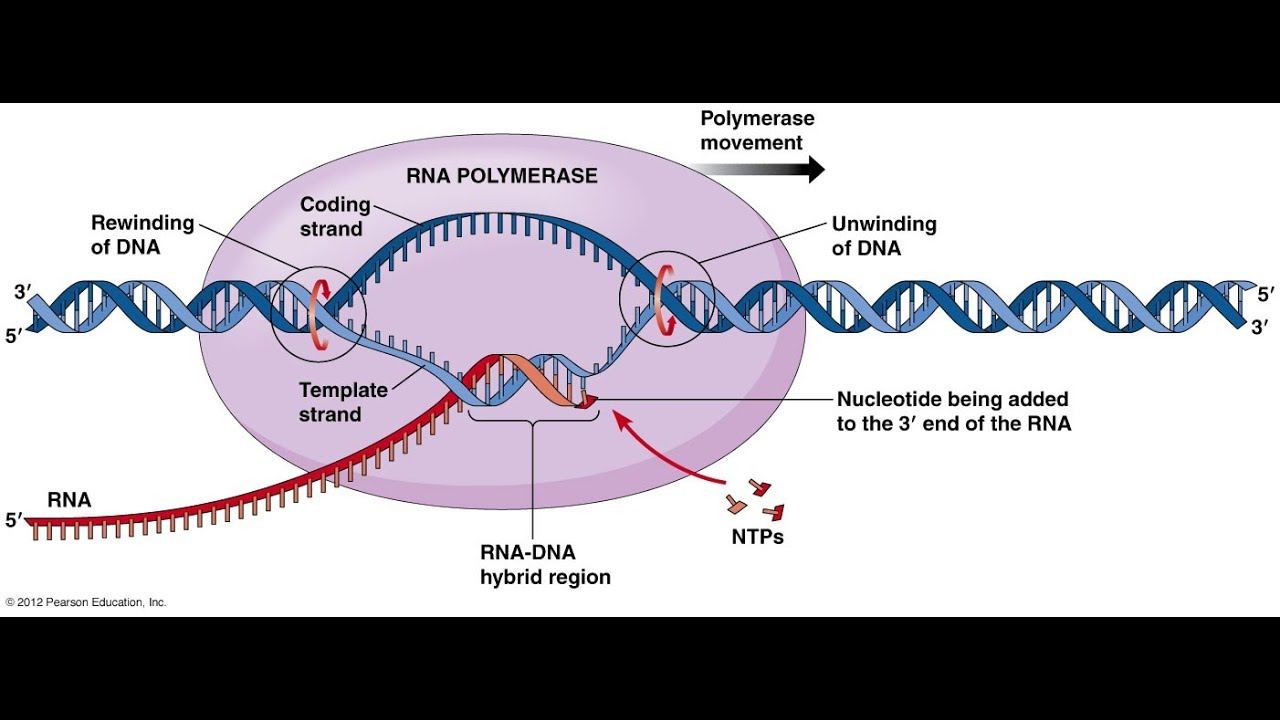 Polymerase
movement
RNA POLYMERASE
Coding
strand
Rewinding
of DNA
Unwinding
of DNA
3′
5′
5′
3′
Template
strand
Nucleotide being added
to the 3′ end of the RNA
RNA
5′
NTPs
RNA-DNA
hybrid region
© 2012 Pearson Education, Inc.